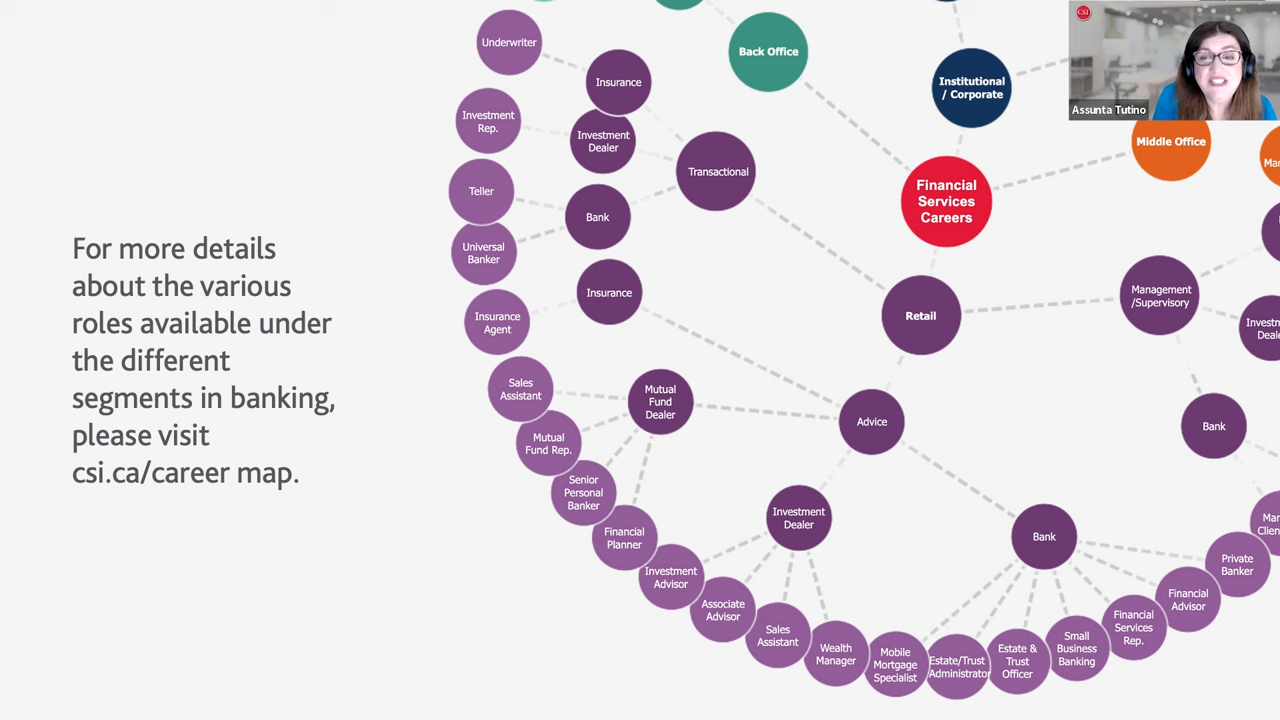 For more details
about the various
roles available under
the different
segments in banking,
please visit
csi.ca/career map.
Underwriter
Insurance
Investment
Rep.
Investment
Dealer
Teller
Bank
Universal
Banker
Transactional
Insurance
Insurance
Agent
Sales
Assistant
Mutual
Fund
Dealer
Mutual
Fund Rep.
Senior
Personal
Banker
Financial
Planner
Investment
Advisor
Associate
Advisor
Sales
Assistant
Wealth
Manager
Investment
Dealer
Advice
Retail
Financial
Services
Careers
Back Office
Institutional
/ Corporate
Middle Office
Management
/Supervisory
Bank
Bank
Mobile
Mortgage
Specialist
Estate/Trust
Administrator
Estate &
Trust
Officer
Small
Business
Banking
Financial
Services
Rep.
Financial
Advisor
Private
Banker
CSI
Assunta Tutino